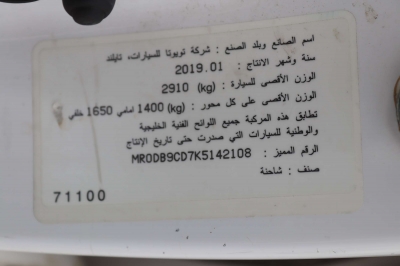 اسم الصانع وبلد الصنع : شركة تويوتا للسيارات، تايلند
سنة وشهر الانتاج : 2019.01
الوزن الأقصى للسيارة : 2910 (kg)
الوزن الأقصى على كل محور : (kg) 1400 امامي 1650 خلفي
تطابق هذه المركبة جميع اللوائح الفنية الخليجية
والوطنية للسيارات التي صدرت حتى تاريخ الإنتاج
الرقم المميز : MR0DB9CD7K5142108
صنف : شاحنة
71100